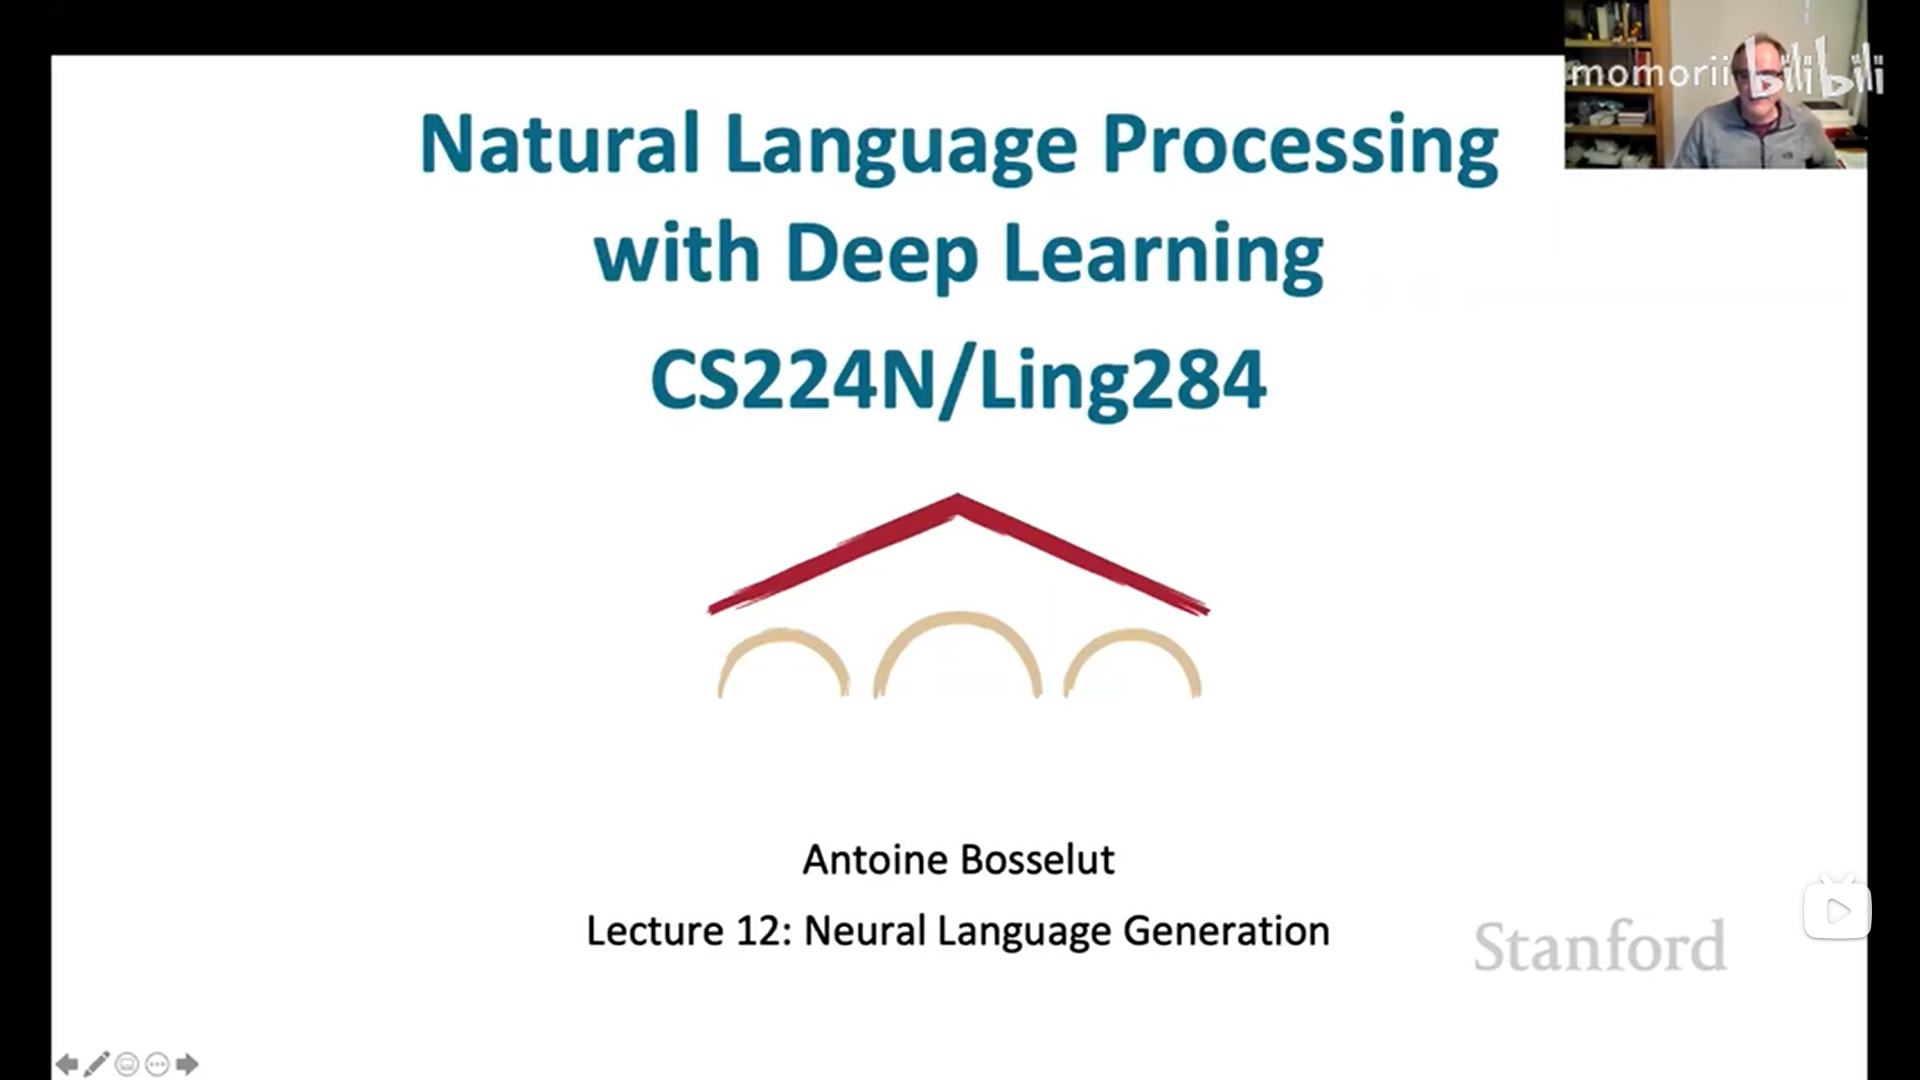 momorii bilibili
Natural Language Processing
with Deep Learning
CS224N/Ling284
Antoine Bosselut
Lecture 12: Neural Language Generation
Stanford